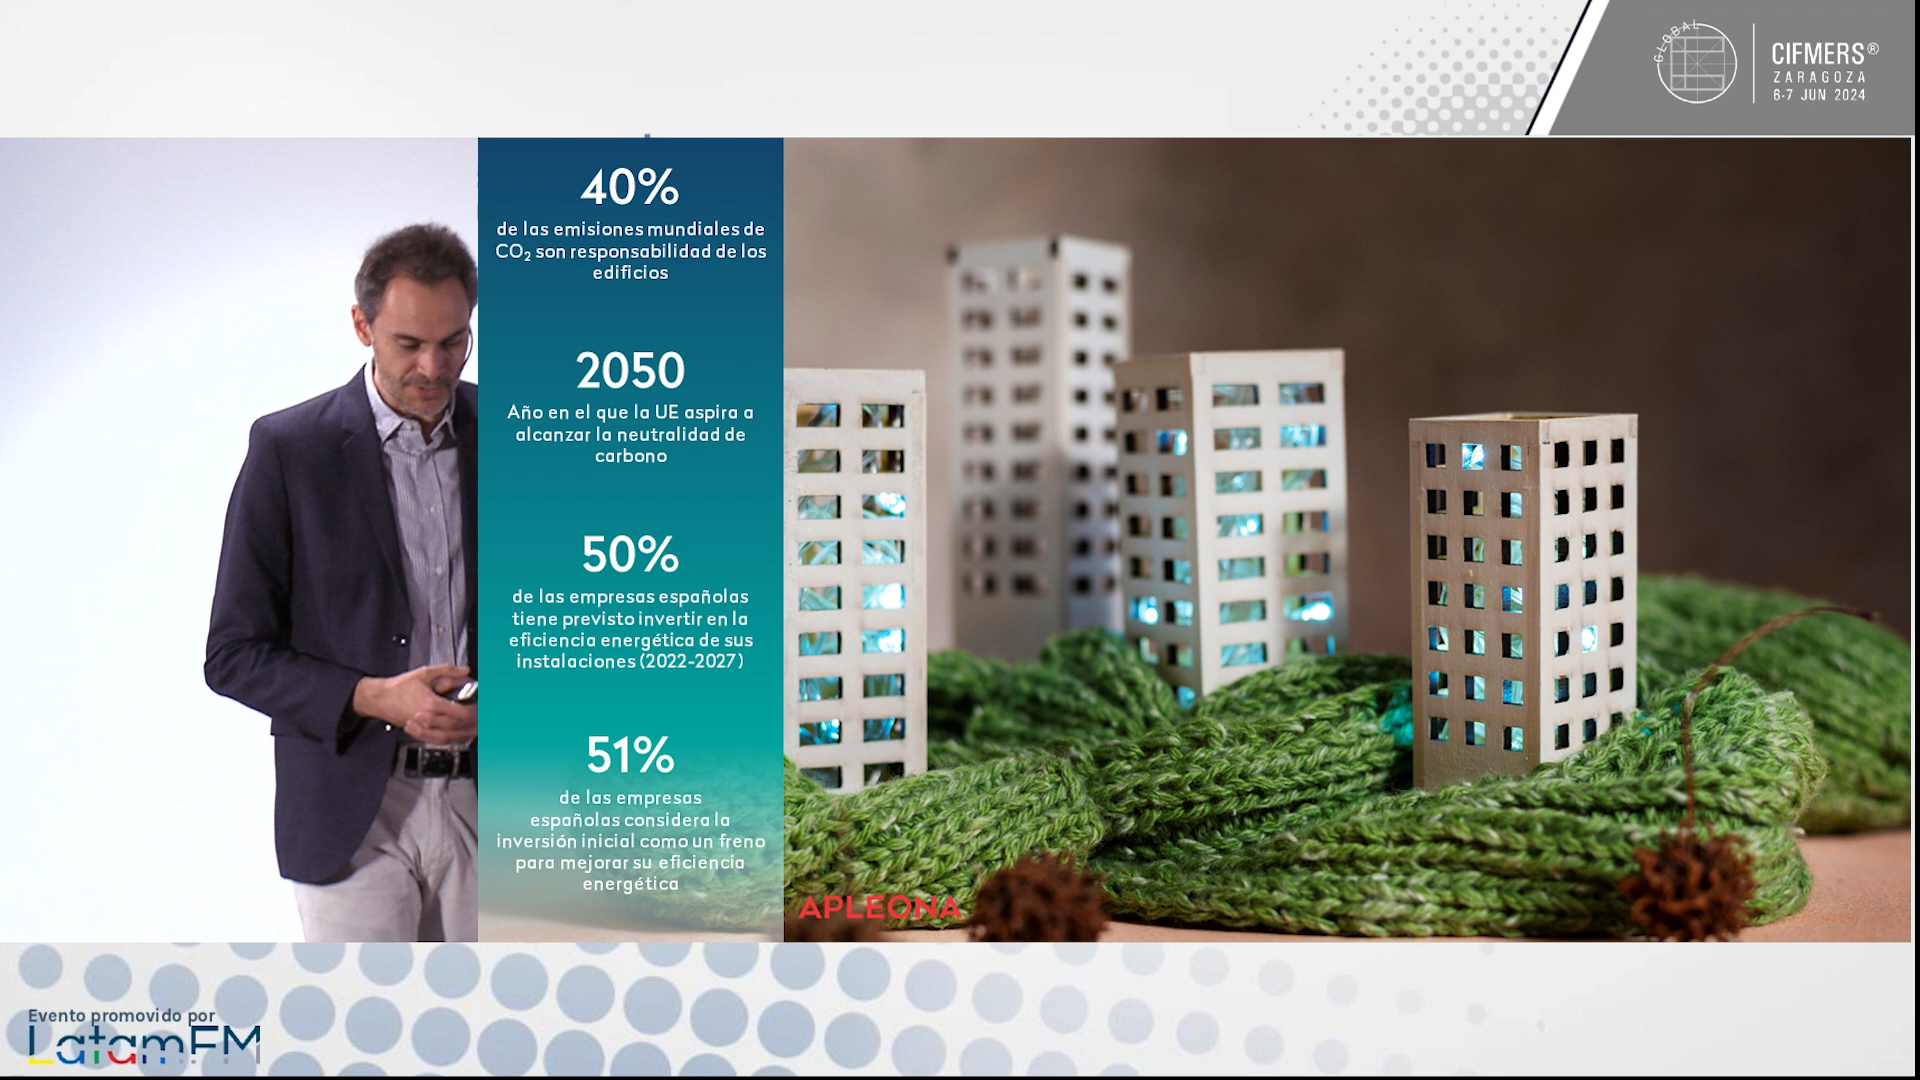 GLOBAL
CIFMERS®
ZARAGOZA
6-7 JUN 2024
40%
de las emisiones mundiales de
CO₂ son responsabilidad de los
edificios
2050
Año en el que la UE aspira a
alcanzar la neutralidad de
carbono
50%
de las empresas españolas
tiene previsto invertir en la
eficiencia energética de sus
instalaciones (2022-2027)
51%
de las empresas
españolas considera la
inversión inicial como un freno
para mejorar su eficiencia
energética
APLEONA
Evento promovido por
LatamFM